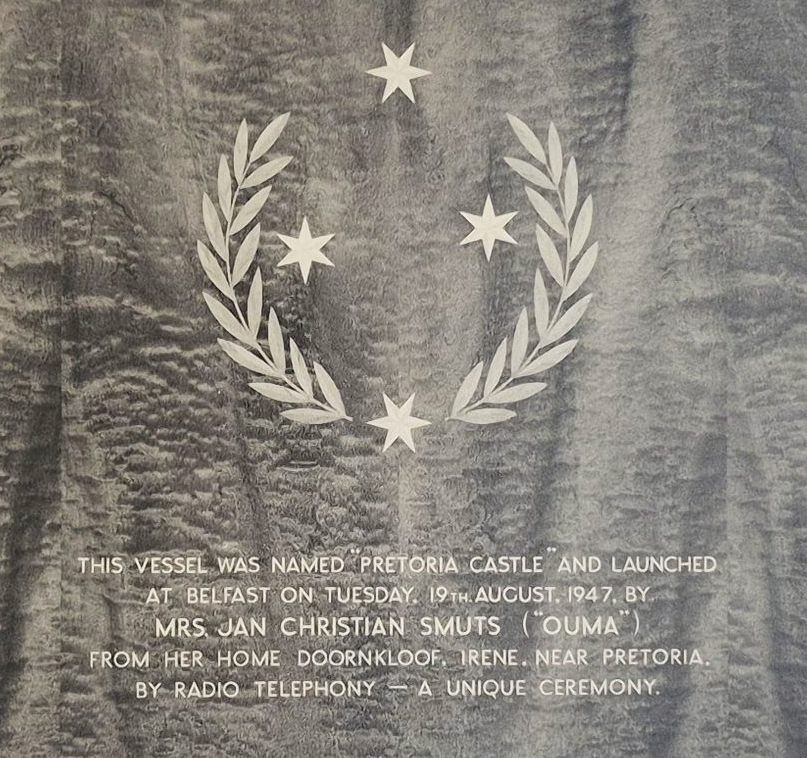 THIS VESSEL WAS NAMED "PRETORIA CASTLE" AND LAUNCHED
AT BELFAST ON TUESDAY, 19TH. AUGUST, 1947, BY
MRS. JAN CHRISTIAN SMUTS ("OUMA")
FROM HER HOME DOORNKLOOF, IRENE, NEAR PRETORIA,
BY RADIO TELEPHONY — A UNIQUE CEREMONY.